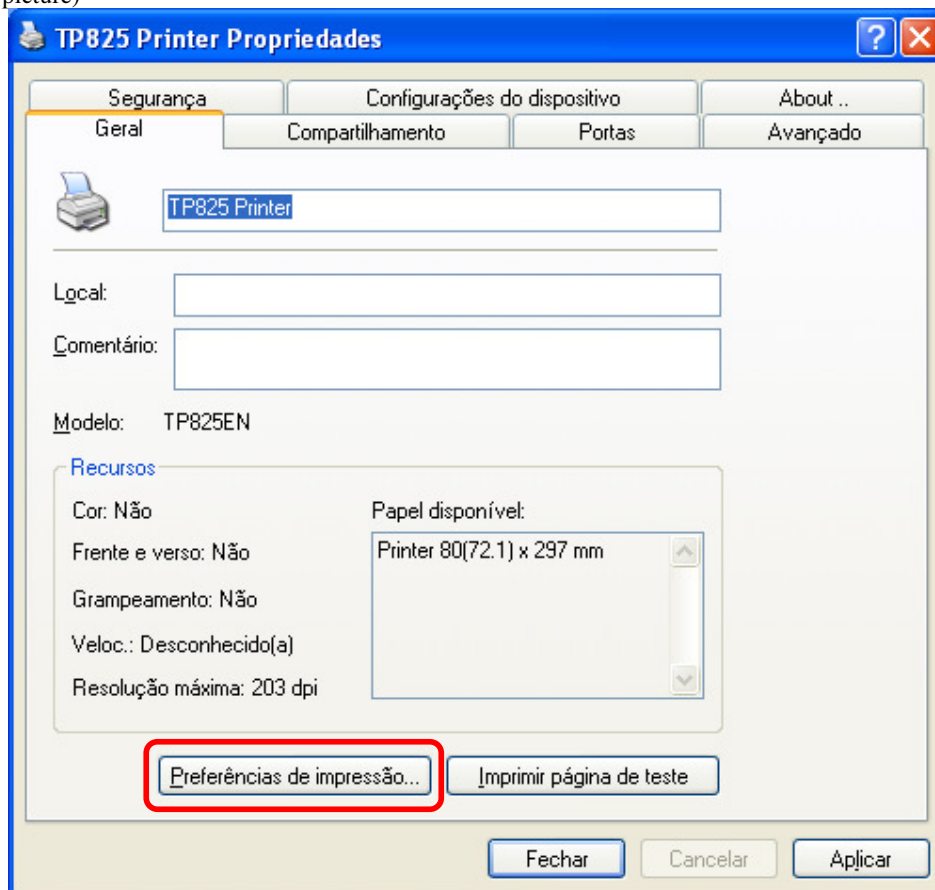 picture)
TP825 Printer Propriedades
Segurança Configurações do dispositivo About ..
Geral Compartilhamento Portas Avançado
TP825 Printer
Local:
Comentário:
Modelo: TP825EN
Recursos
Cor: Não Papel disponível:
Frente e verso: Não Printer 80(72.1) x 297 mm
Grampeamento: Não
Veloc.: Desconhecido(a)
Resolução máxima: 203 dpi
Preferências de impressão... Imprimir página de teste
Fechar Cancelar Aplicar